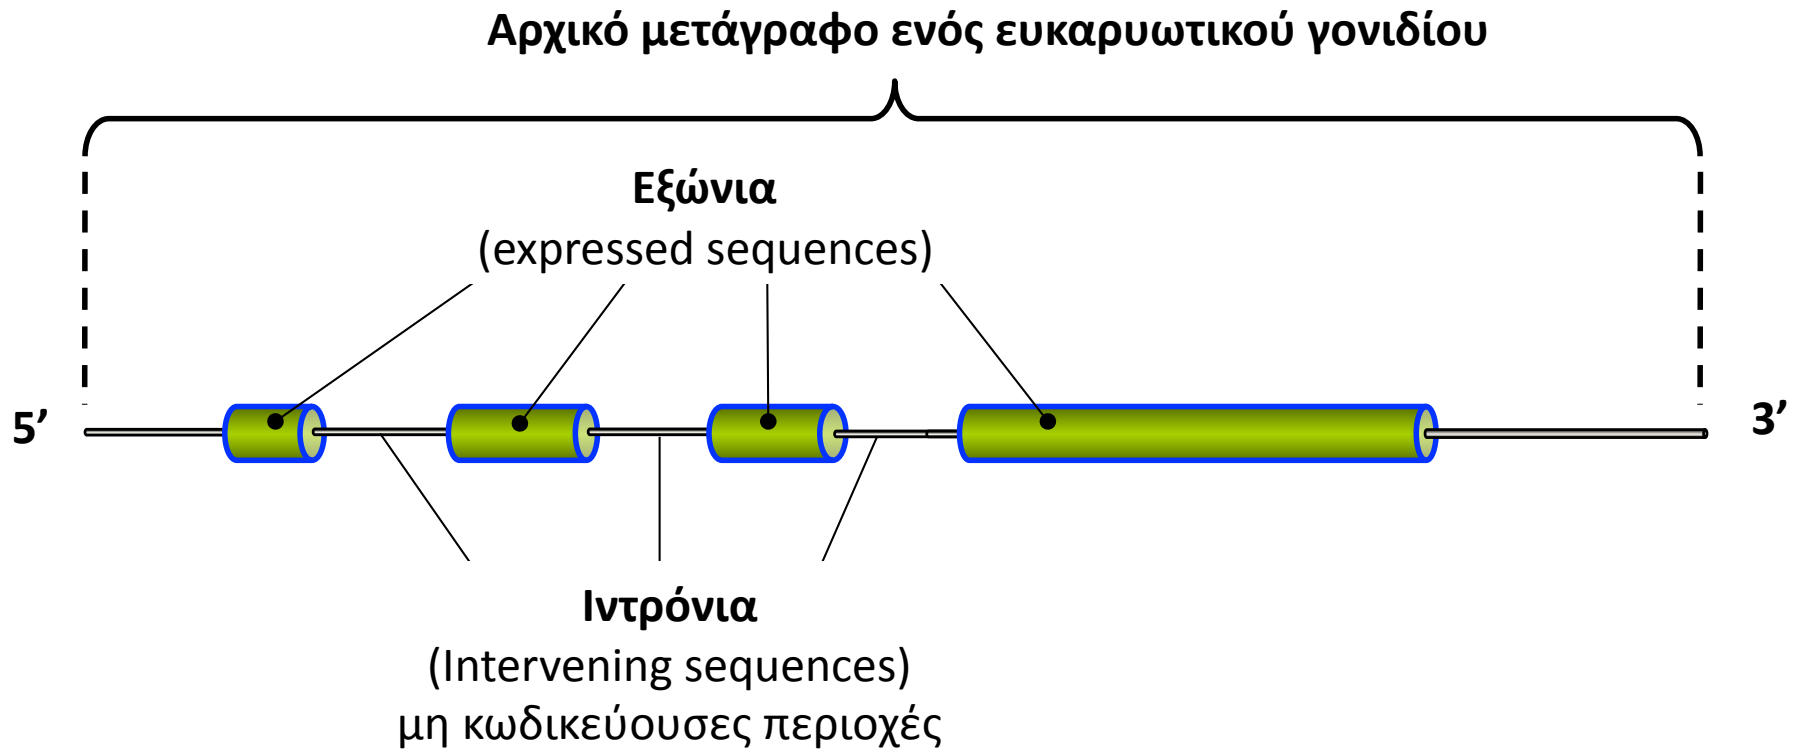 Αρχικό μετάγραφο ενός ευκαρυωτικού γονιδίου
Εξώνια
(expressed sequences)
5’
3’
Ιντρόνια
(Intervening sequences)
μη κωδικεύουσες περιοχές